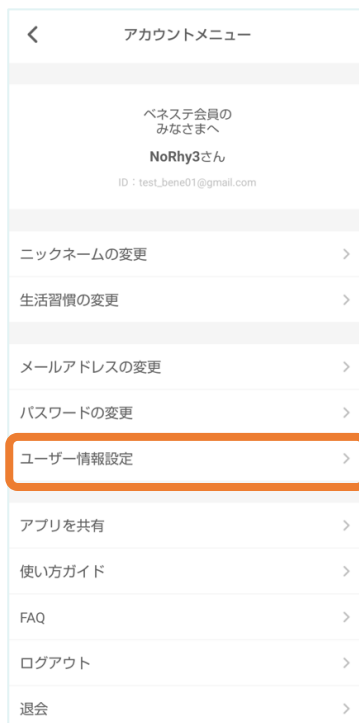 アカウントメニュー
ベネステ会員の
みなさまへ
NoRhy3さん
ID：test_bene01@gmail.com
ニックネームの変更
生活習慣の変更
メールアドレスの変更
パスワードの変更
ユーザー情報設定
アプリを共有
使い方ガイド
FAQ
ログアウト
退会